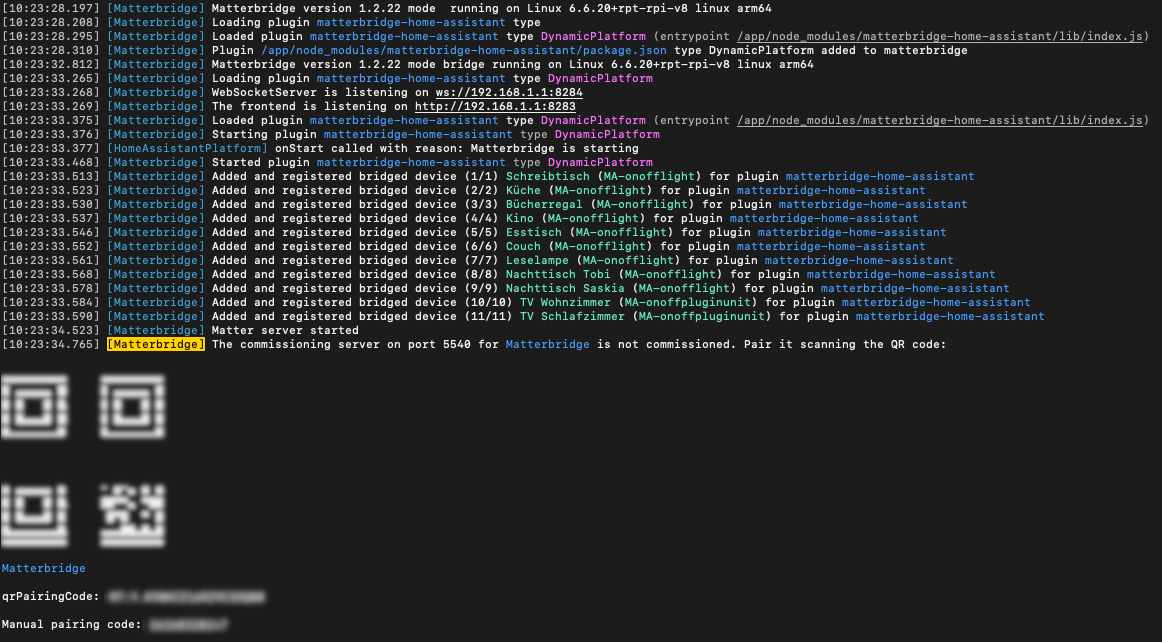 [10:23:28.197] [Matterbridge] Matterbridge version 1.2.22 mode  running on Linux 6.6.20+rpt-rpi-v8 linux arm64
[10:23:28.208] [Matterbridge] Loading plugin matterbridge-home-assistant type
[10:23:28.295] [Matterbridge] Loaded plugin matterbridge-home-assistant type DynamicPlatform (entrypoint /app/node_modules/matterbridge-home-assistant/lib/index.js)
[10:23:28.310] [Matterbridge] Plugin /app/node_modules/matterbridge-home-assistant/package.json type DynamicPlatform added to matterbridge
[10:23:32.812] [Matterbridge] Matterbridge version 1.2.22 mode bridge running on Linux 6.6.20+rpt-rpi-v8 linux arm64
[10:23:33.265] [Matterbridge] Loading plugin matterbridge-home-assistant type DynamicPlatform
[10:23:33.268] [Matterbridge] WebSocketServer is listening on ws://192.168.1.1:8284
[10:23:33.269] [Matterbridge] The frontend is listening on http://192.168.1.1:8283
[10:23:33.375] [Matterbridge] Loaded plugin matterbridge-home-assistant type DynamicPlatform (entrypoint /app/node_modules/matterbridge-home-assistant/lib/index.js)
[10:23:33.376] [Matterbridge] Starting plugin matterbridge-home-assistant type DynamicPlatform
[10:23:33.377] [HomeAssistantPlatform] onStart called with reason: Matterbridge is starting
[10:23:33.468] [Matterbridge] Started plugin matterbridge-home-assistant type DynamicPlatform
[10:23:33.513] [Matterbridge] Added and registered bridged device (1/1) Schreibtisch (MA-onofflight) for plugin matterbridge-home-assistant
[10:23:33.523] [Matterbridge] Added and registered bridged device (2/2) Küche (MA-onofflight) for plugin matterbridge-home-assistant
[10:23:33.530] [Matterbridge] Added and registered bridged device (3/3) Bücherregal (MA-onofflight) for plugin matterbridge-home-assistant
[10:23:33.537] [Matterbridge] Added and registered bridged device (4/4) Kino (MA-onofflight) for plugin matterbridge-home-assistant
[10:23:33.546] [Matterbridge] Added and registered bridged device (5/5) Esstisch (MA-onofflight) for plugin matterbridge-home-assistant
[10:23:33.552] [Matterbridge] Added and registered bridged device (6/6) Couch (MA-onofflight) for plugin matterbridge-home-assistant
[10:23:33.561] [Matterbridge] Added and registered bridged device (7/7) Leselampe (MA-onofflight) for plugin matterbridge-home-assistant
[10:23:33.568] [Matterbridge] Added and registered bridged device (8/8) Nachttisch Tobi (MA-onofflight) for plugin matterbridge-home-assistant
[10:23:33.578] [Matterbridge] Added and registered bridged device (9/9) Nachttisch Saskia (MA-onofflight) for plugin matterbridge-home-assistant
[10:23:33.584] [Matterbridge] Added and registered bridged device (10/10) TV Wohnzimmer (MA-onoffpluginunit) for plugin matterbridge-home-assistant
[10:23:33.590] [Matterbridge] Added and registered bridged device (11/11) TV Schlafzimmer (MA-onoffpluginunit) for plugin matterbridge-home-assistant
[10:23:34.523] [Matterbridge] Matter server started
[10:23:34.765] [Matterbridge] The commissioning server on port 5540 for Matterbridge is not commissioned. Pair it scanning the QR code:
Matterbridge
qrPairingCode:
Manual pairing code: